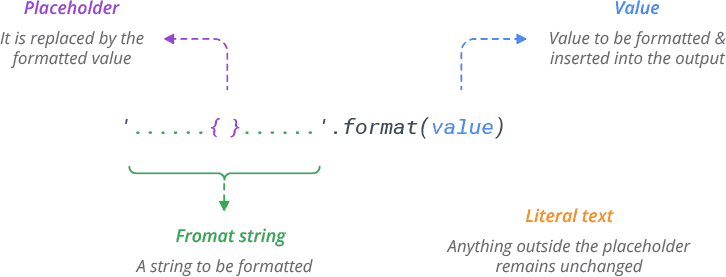 Placeholder
It is replaced by the
formatted value
Value
Value to be formatted &
inserted into the output
'......{ }......'.format(value)
Fromat string
A string to be formatted
Literal text
Anything outside the placeholder
remains unchanged